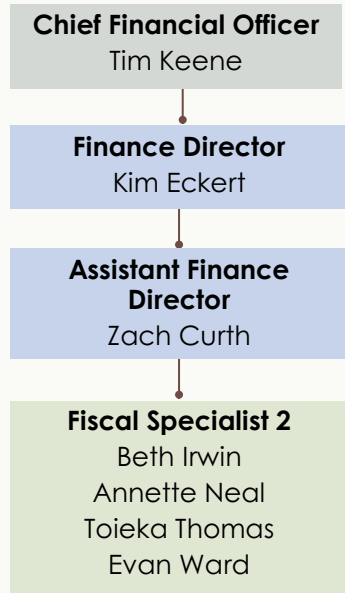 Chief Financial Officer
Tim Keene
Finance Director
Kim Eckert
Assistant Finance
Director
Zach Curth
Fiscal Specialist 2
Beth Irwin
Annette Neal
Toieka Thomas
Evan Ward